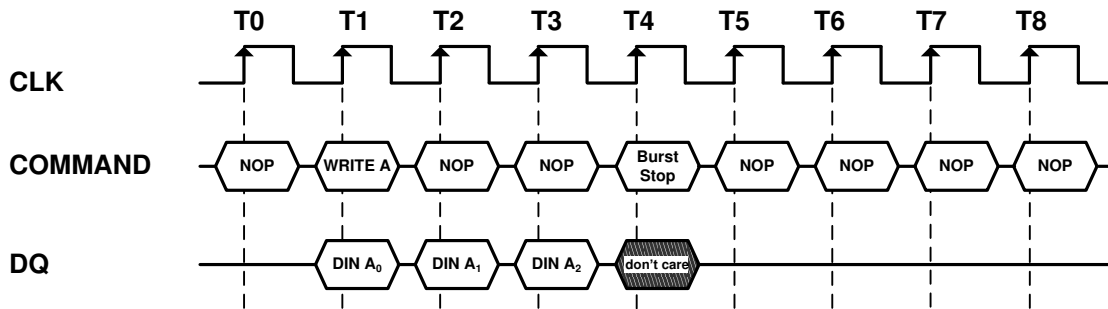 T0 T1 T2 T3 T4 T5 T6 T7 T8
CLK
COMMAND NOP WRITE A NOP NOP Burst Stop NOP NOP NOP NOP
DQ DIN A₀ DIN A₁ DIN A₂ don't care